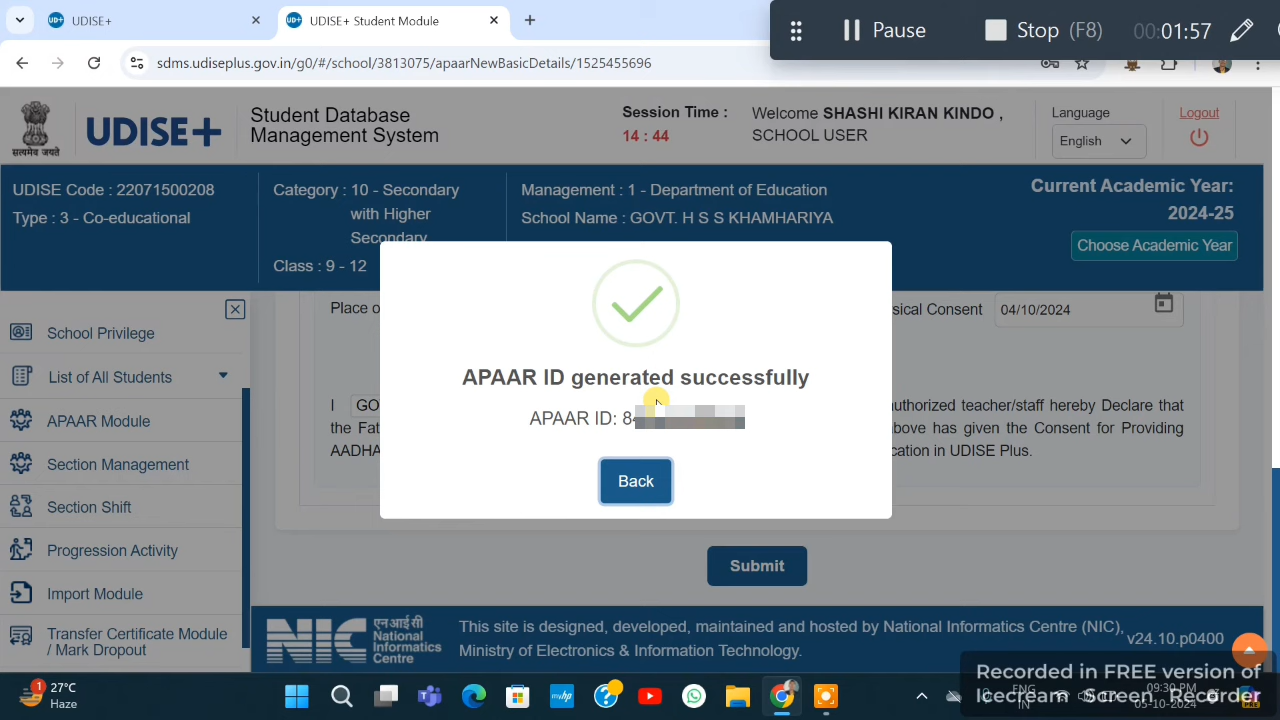 UDISE+
UDISE+ Student Module
Pause
Stop (F8)
00:01:57
sdms.udiseplus.gov.in/g0/#/school/3813075/apaarNewBasicDetails/1525455696
सत्यमेव जयते
UDISE+
Student Database
Management System
Session Time :
14 : 44
Welcome SHASHI KIRAN KINDO ,
SCHOOL USER
Language
English
Logout
UDISE Code : 22071500208
Type : 3 - Co-educational
Category : 10 - Secondary
with Higher
Secondary
Class : 9 - 12
Management : 1 - Department of Education
School Name : GOVT. H S S KHAMHARIYA
Current Academic Year:
2024-25
Choose Academic Year
School Privilege
List of All Students
APAAR Module
Section Management
Section Shift
Progression Activity
Import Module
Transfer Certificate Module
/ Mark Dropout
Place o
sical Consent
04/10/2024
APAAR ID generated successfully
APAAR ID: 84
Back
I GO
uthorized teacher/staff hereby Declare that
the Fat
bove has given the Consent for Providing
AADHA
cation in UDISE Plus.
Submit
NIC
एन आई सी
National
Informatics
Centre
This site is designed, developed, maintained and hosted by National Informatics Centre (NIC),
Ministry of Electronics & Information Technology.
v24.10.p0400
Recorded in FREE version of
Icecream Screen Recorder
1
27°C
Haze
ENG
IN
09:30 PM
05-10-2024